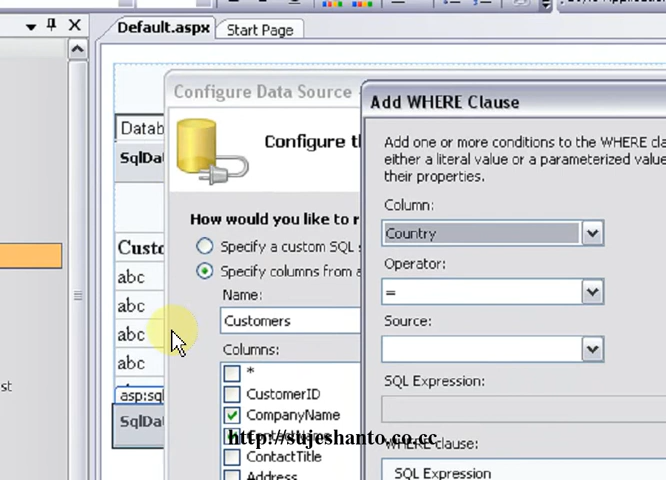 Default.aspx
Start Page
Configure Data Source
Add WHERE Clause
Datab
SqlDat
Configure th
Add one or more conditions to the WHERE cla
either a literal value or a parameterized value
their properties.
Column:
Country
Operator:
=
Source:
SQL Expression:
WHERE clause:
SQL Expression
How would you like to r
Specify a custom SQL s
Specify columns from a
Name:
Customers
Columns:
*
CustomerID
CompanyName
ContactTitle
Address
Custo
abc
abc
abc
abc
asp:sql
SqlDat
st
http://sujeshanto.co.cc